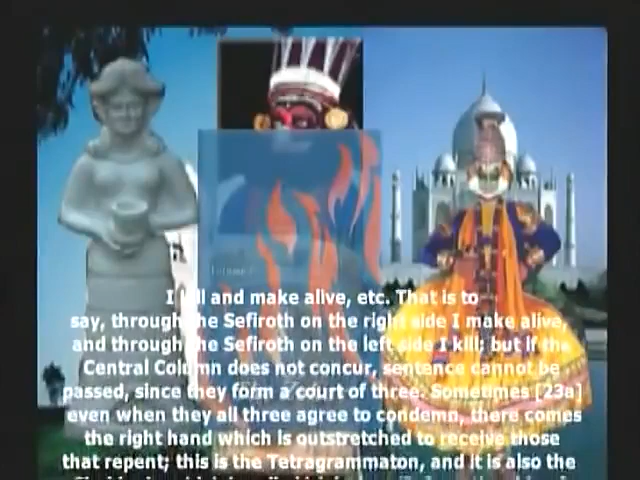 I kill and make alive, etc. That is to
say, through the Sefiroth on the right side I make alive,
and through the Sefiroth on the left side I kill; but if the
Central Column does not concur, sentence cannot be
passed, since they form a court of three. Sometimes [23a]
even when they all three agree to condemn, there comes
the right hand which is outstretched to receive those
that repent; this is the Tetragrammaton, and it is also the